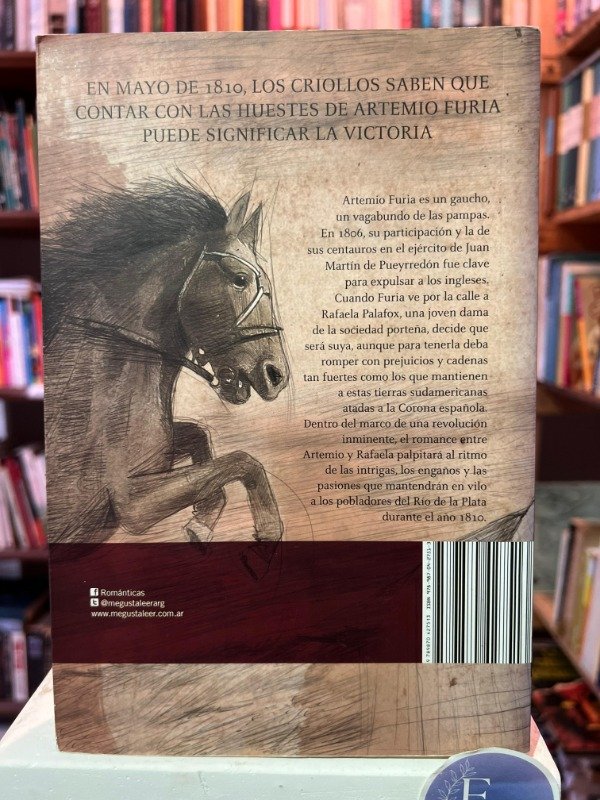 EN MAYO DE 1810, LOS CRIOLLOS SABEN QUE
CONTAR CON LAS HUESTES DE ARTEMIO FURIA
PUEDE SIGNIFICAR LA VICTORIA
Artemio Furia es un gaucho,
un vagabundo de las pampas.
En 1806, su participación y la de
sus centauros en el ejército de Juan
Martín de Pueyrredón fue clave
para expulsar a los ingleses.
Cuando Furia ve por la calle a
Rafaela Palafox, una joven dama
de la sociedad porteña, decide que
será suya, aunque para tenerla deba
romper con prejuicios y cadenas
tan fuertes como los que mantienen
a estas tierras sudamericanas
atadas a la Corona española.
Dentro del marco de una revolución
inminente, el romance entre
Artemio y Rafaela palpitará al ritmo
de las intrigas, los engaños y las
pasiones que mantendrán en vilo
a los pobladores del Río de la Plata
durante el año 1810.
f Románticas
@megustaleerarg
www.megustaleer.com.ar
E